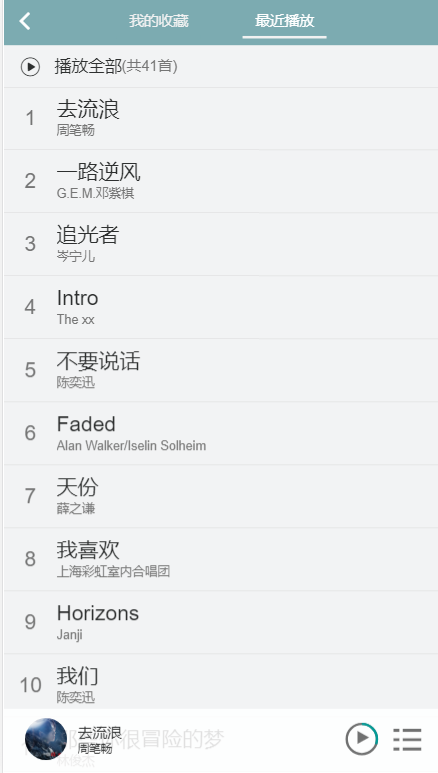 我的收藏
最近播放
播放全部(共41首)
1
去流浪
周笔畅
2
一路逆风
G.E.M.邓紫棋
3
追光者
岑宁儿
4
Intro
The xx
5
不要说话
陈奕迅
6
Faded
Alan Walker/Iselin Solheim
7
天份
薛之谦
8
我喜欢
上海彩虹室内合唱团
9
Horizons
Janji
10
我们
陈奕迅
去流浪
很冒险的梦
周笔畅
林俊杰